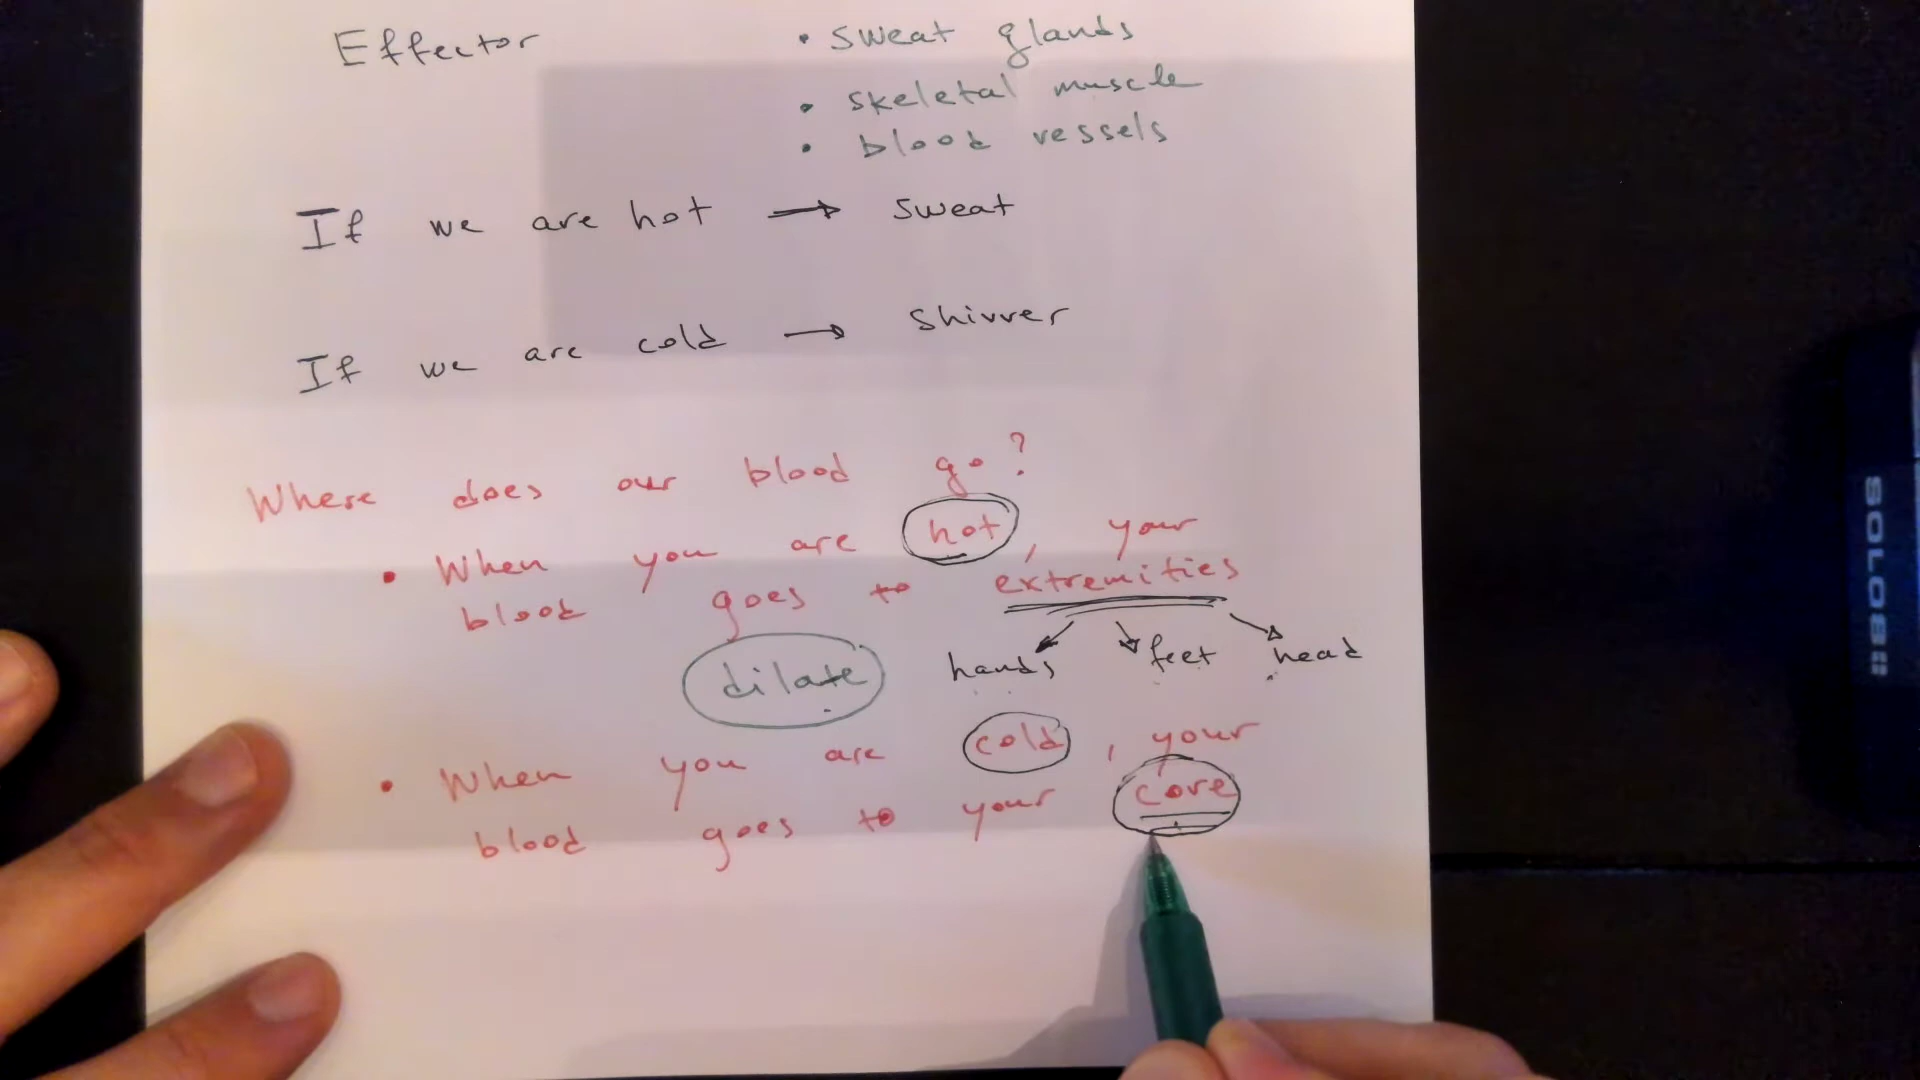 Effector
• sweat glands
• skeletal muscle
• blood vessels
If we are hot → sweat
If we are cold → shivver
Where does our blood go?
• When you are hot, your
blood goes to extremities
hands feet head
dilate
• When you are cold, your
blood goes to your core
SOLO8